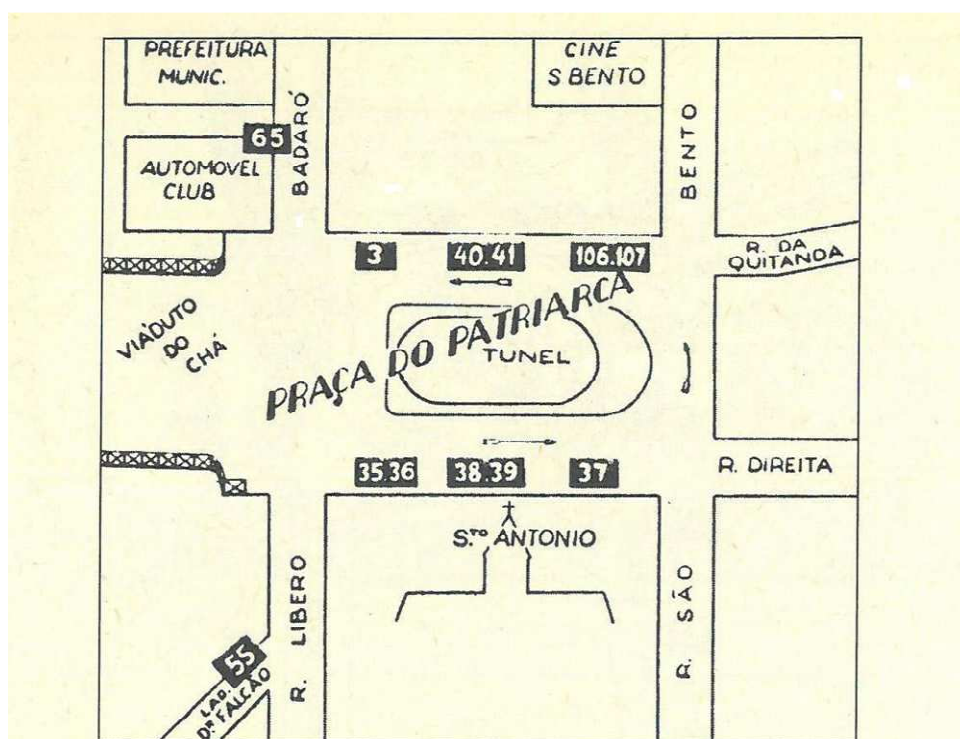 PREFEITURA
MUNIC.
CINE
S BENTO
65
AUTOMOVEL
CLUB
BADARÓ
BENTO
3
40.41
106.107
R. DA
QUITANDA
VIADUTO
DO
CHÁ
PRAÇA DO PATRIARCA
TUNEL
35.36
38.39
37
R. DIREITA
S.TO ANTONIO
R. LIBERO
R. SÃO
55
LAD.
DR FALCÃO